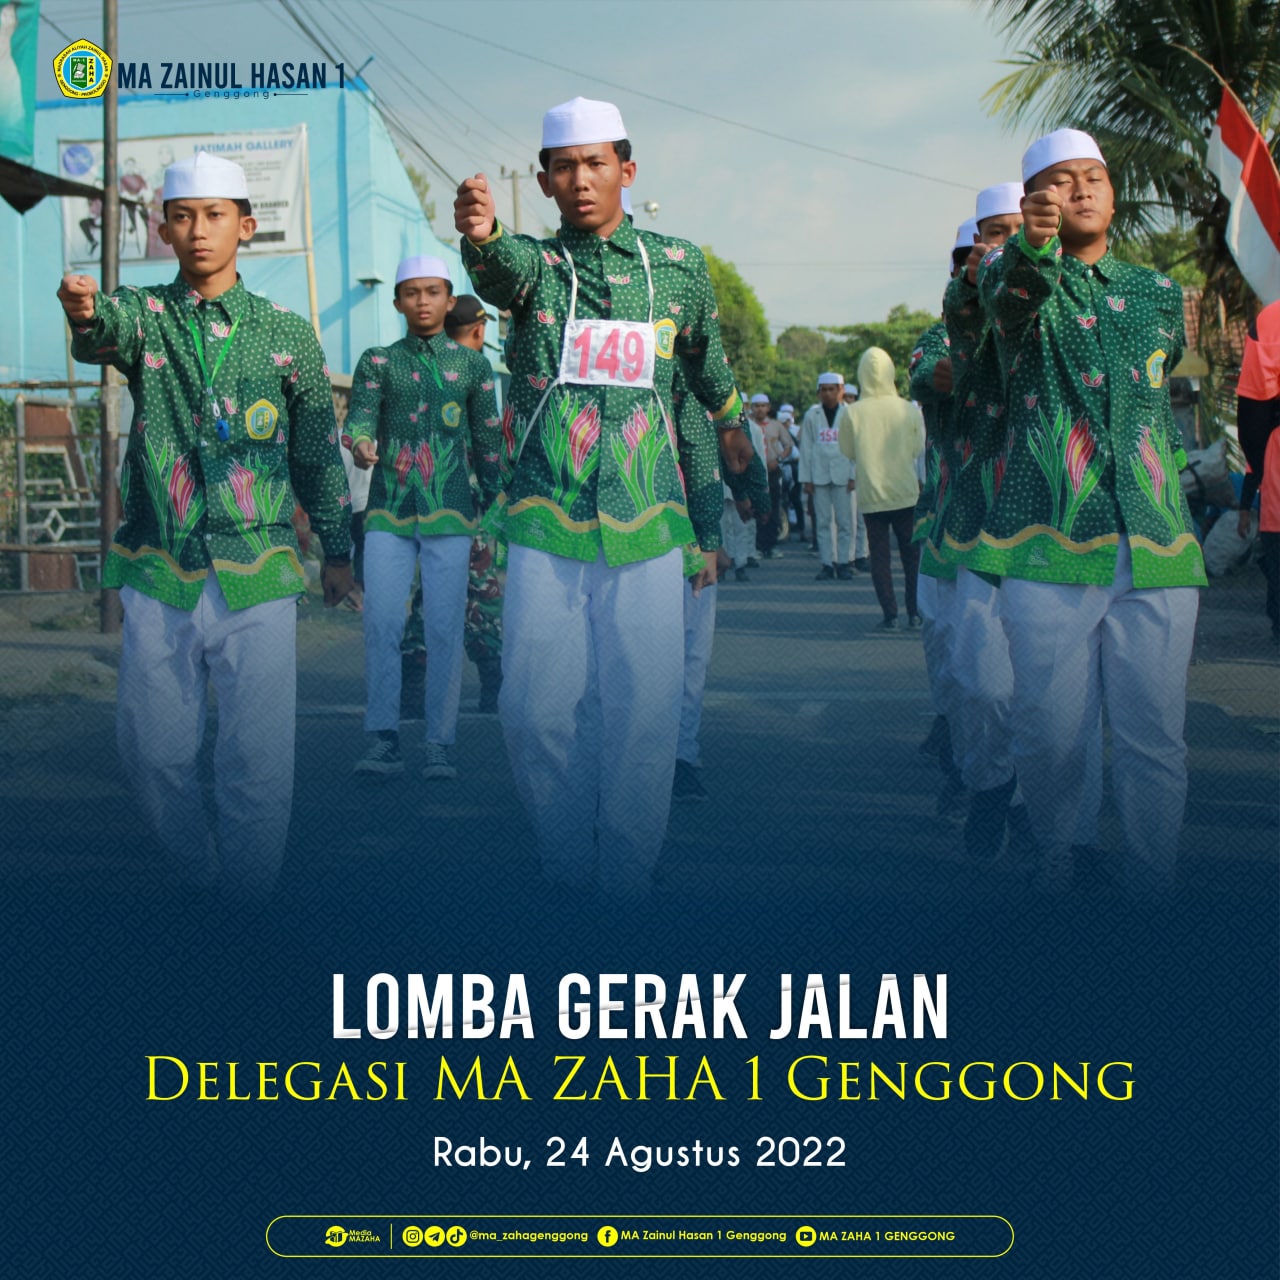 MA ZAINUL HASAN 1
Genggong
FATIMAH GALLERY
149
LOMBA GERAK JALAN
DELEGASI MA ZAHA 1 GENGGONG
Rabu, 24 Agustus 2022
Media
MAZAHA
@ma_zahagenggong
MA Zainul Hasan 1 Genggong
MA ZAHA 1 GENGGONG